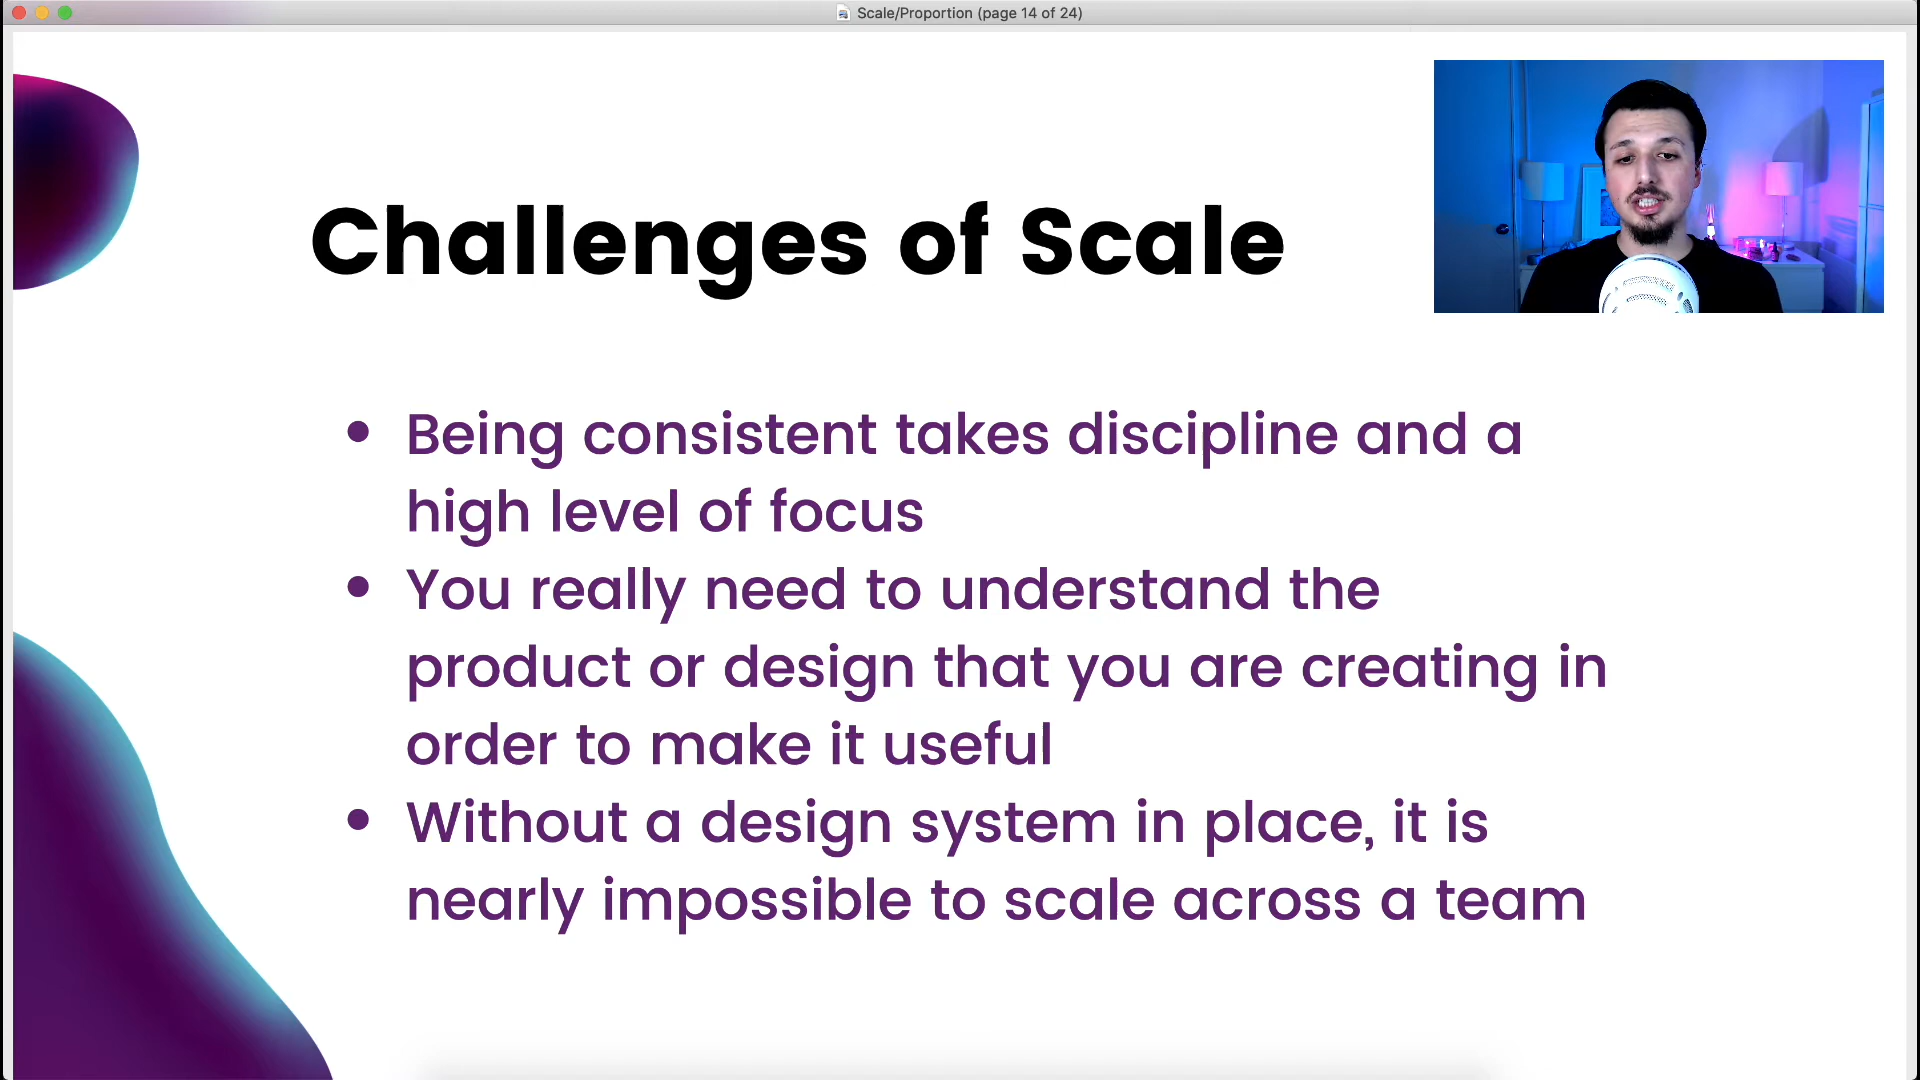 Scale/Proportion (page 14 of 24)
Challenges of Scale
• Being consistent takes discipline and a
high level of focus
• You really need to understand the
product or design that you are creating in
order to make it useful
• Without a design system in place, it is
nearly impossible to scale across a team